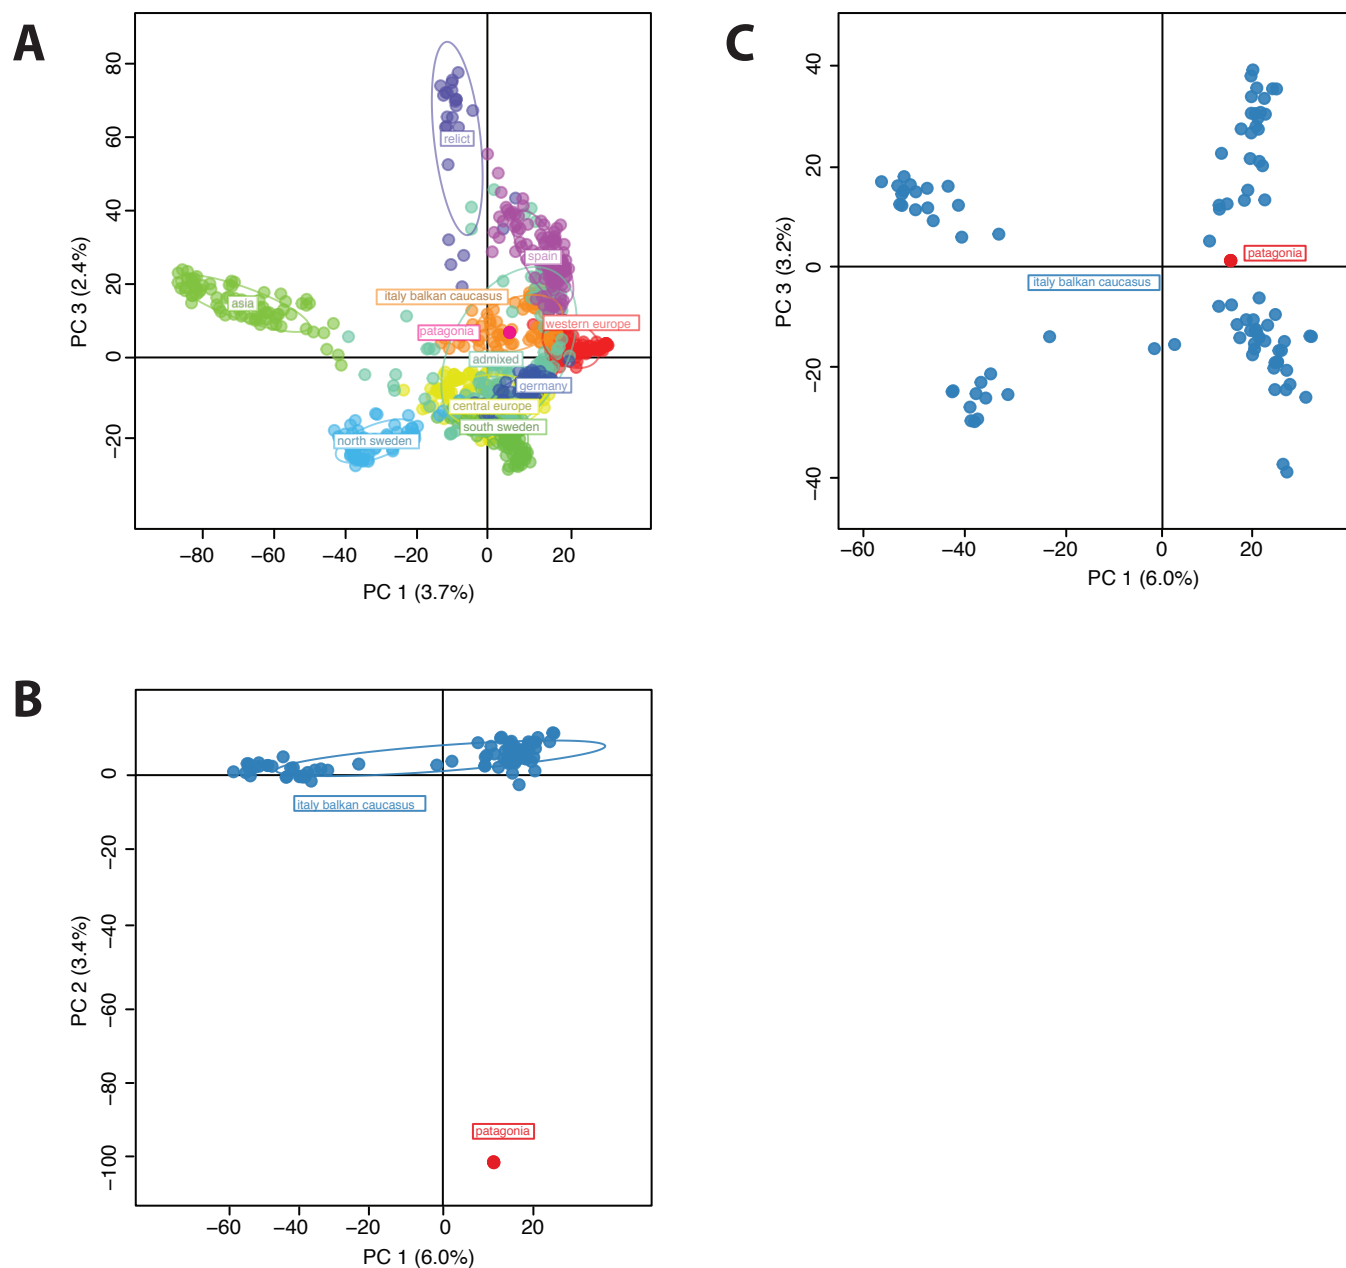 A
80
60
40
20
0
−20
PC 3 (2.4%)
relict
spain
asia
italy balkan caucasus
patagonia
western europe
admixed
germany
central europe
south sweden
north sweden
−80 −60 −40 −20 0 20
PC 1 (3.7%)
C
40
20
0
−20
−40
PC 3 (3.2%)
patagonia
italy balkan caucasus
−60 −40 −20 0 20
PC 1 (6.0%)
B
0
−20
−40
−60
−80
−100
PC 2 (3.4%)
italy balkan caucasus
patagonia
−60 −40 −20 0 20
PC 1 (6.0%)